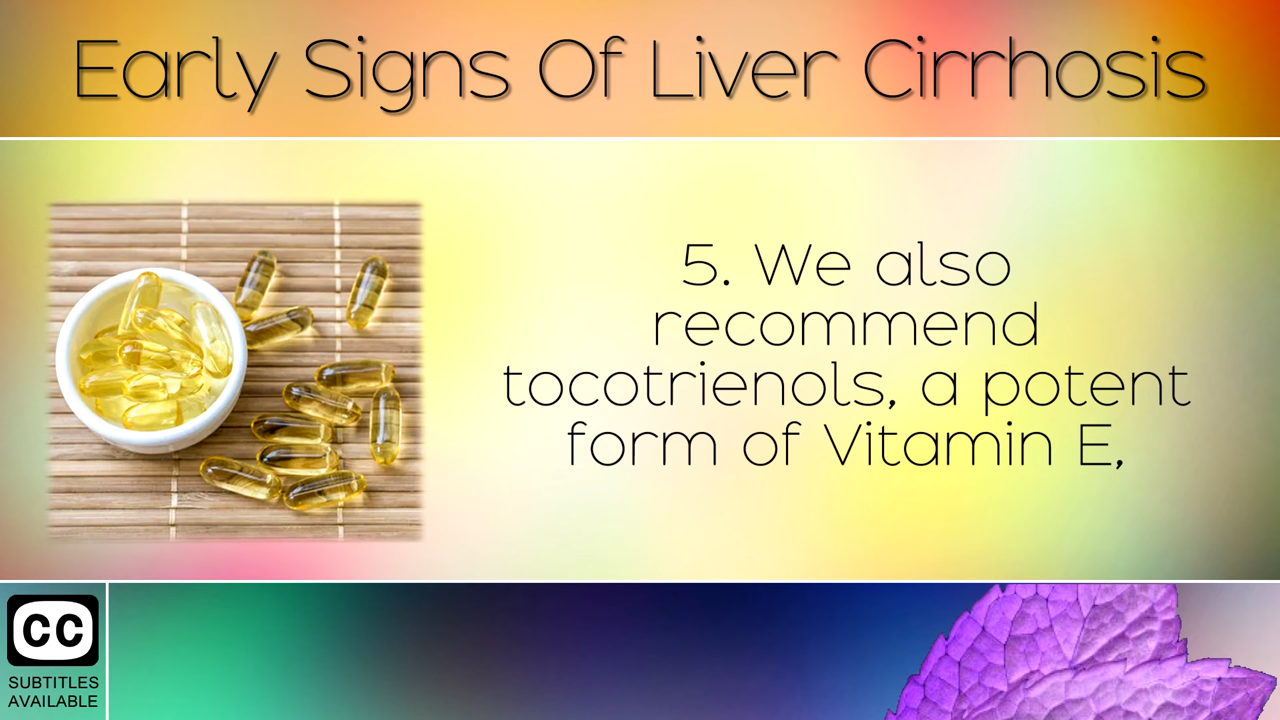 Early Signs Of Liver Cirrhosis
5. We also
recommend
tocotrienols, a potent
form of Vitamin E,
CC
SUBTITLES
AVAILABLE